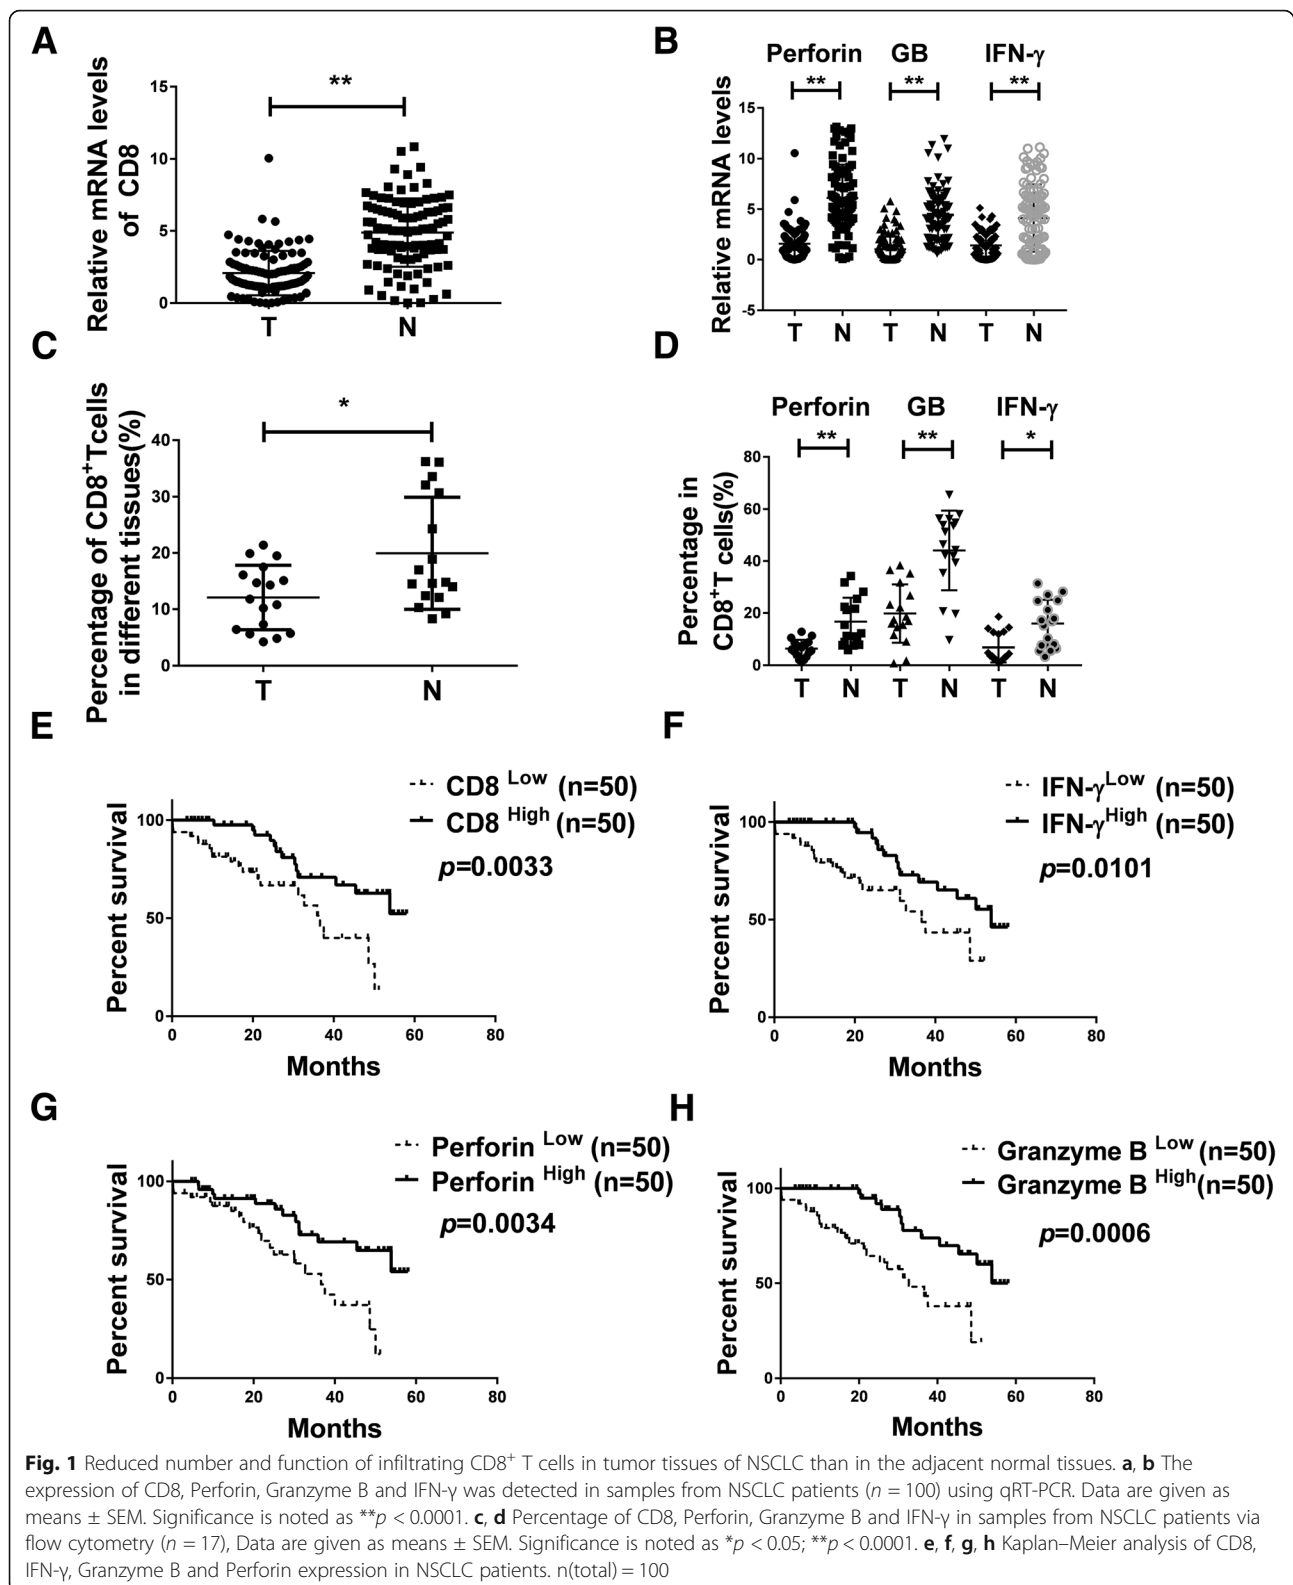 A
**
Relative mRNA levels
of CD8
15
10
5
0
T N
B
Perforin GB IFN-γ
** ** **
Relative mRNA levels
15
10
5
0
-5
T N T N T N
C
*
Percentage of CD8+Tcells
in different tissues(%)
40
30
20
10
0
T N
D
Perforin GB IFN-γ
** ** *
Percentage in
CD8+T cells(%)
80
60
40
20
0
T N T N T N
E
CD8 Low (n=50)
CD8 High (n=50)
p=0.0033
Percent survival
100
50
0
0 20 40 60 80
Months
F
IFN-γLow (n=50)
IFN-γHigh (n=50)
p=0.0101
Percent survival
100
50
0
0 20 40 60 80
Months
G
Perforin Low (n=50)
Perforin High (n=50)
p=0.0034
Percent survival
100
50
0
0 20 40 60 80
Months
H
Granzyme B Low (n=50)
Granzyme B High(n=50)
p=0.0006
Percent survival
100
50
0
0 20 40 60 80
Months
Fig. 1 Reduced number and function of infiltrating CD8+ T cells in tumor tissues of NSCLC than in the adjacent normal tissues. a, b The
expression of CD8, Perforin, Granzyme B and IFN-γ was detected in samples from NSCLC patients (n = 100) using qRT-PCR. Data are given as
means ± SEM. Significance is noted as **p < 0.0001. c, d Percentage of CD8, Perforin, Granzyme B and IFN-γ in samples from NSCLC patients via
flow cytometry (n = 17), Data are given as means ± SEM. Significance is noted as *p < 0.05; **p < 0.0001. e, f, g, h Kaplan–Meier analysis of CD8,
IFN-γ, Granzyme B and Perforin expression in NSCLC patients. n(total) = 100